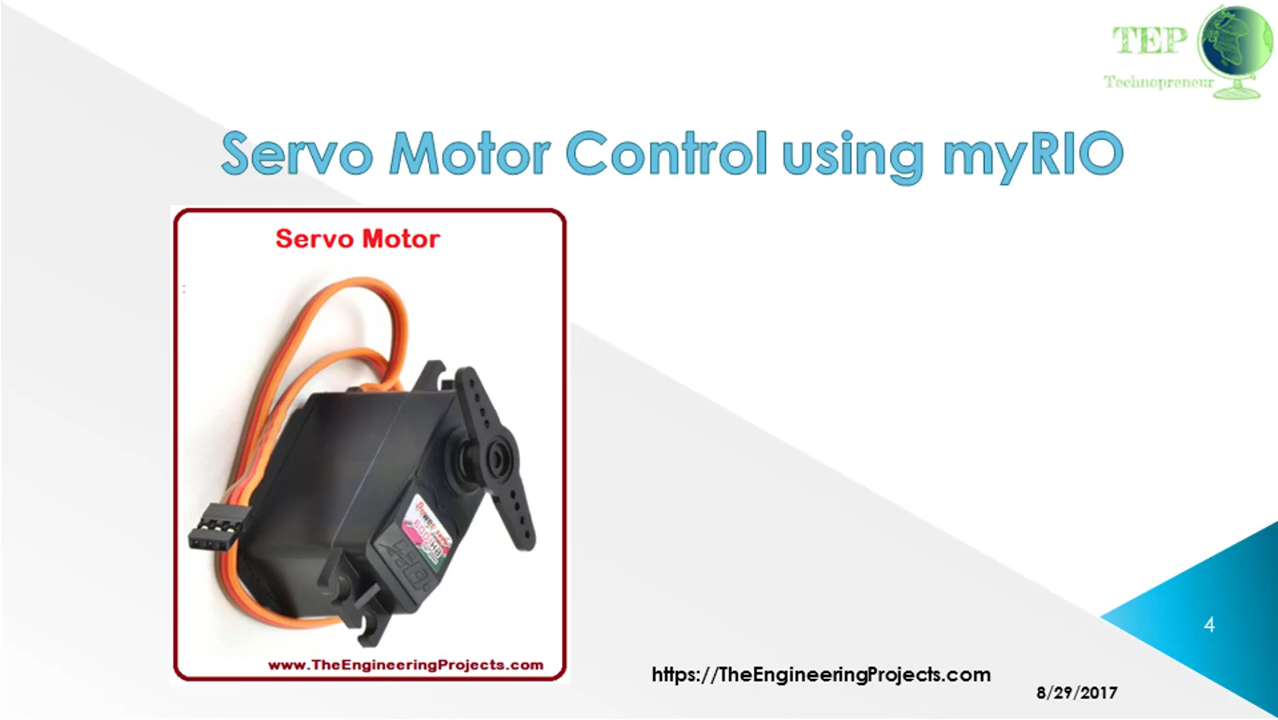 TEP
Technopreneur
Servo Motor Control using myRIO
Servo Motor
:
www.TheEngineeringProjects.com
https://TheEngineeringProjects.com
4
8/29/2017